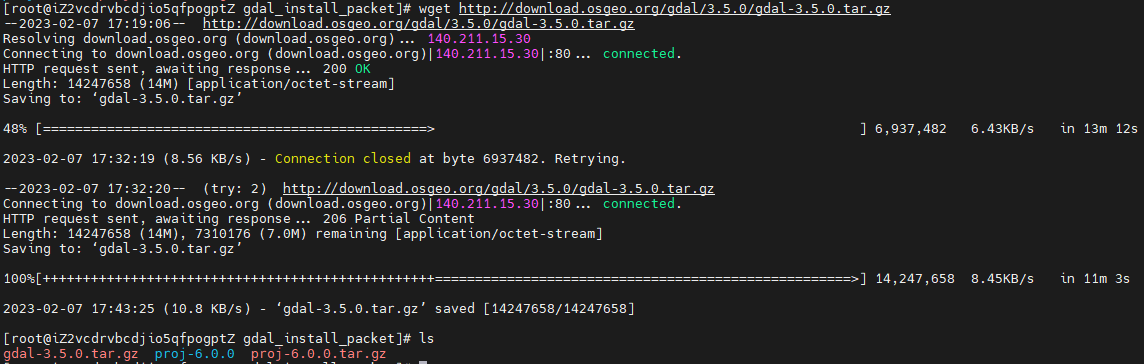 [root@iZ2vcdrvbcdjio5qfpogptZ gdal_install_packet]# wget http://download.osgeo.org/gdal/3.5.0/gdal-3.5.0.tar.gz
--2023-02-07 17:19:06--  http://download.osgeo.org/gdal/3.5.0/gdal-3.5.0.tar.gz
Resolving download.osgeo.org (download.osgeo.org)... 140.211.15.30
Connecting to download.osgeo.org (download.osgeo.org)|140.211.15.30|:80... connected.
HTTP request sent, awaiting response... 200 OK
Length: 14247658 (14M) [application/octet-stream]
Saving to: ‘gdal-3.5.0.tar.gz’
48% [================================================>                                                     ] 6,937,482   6.43KB/s   in 13m 12s
2023-02-07 17:32:19 (8.56 KB/s) - Connection closed at byte 6937482. Retrying.
--2023-02-07 17:32:20--  (try: 2)  http://download.osgeo.org/gdal/3.5.0/gdal-3.5.0.tar.gz
Connecting to download.osgeo.org (download.osgeo.org)|140.211.15.30|:80... connected.
HTTP request sent, awaiting response... 206 Partial Content
Length: 14247658 (14M), 7310176 (7.0M) remaining [application/octet-stream]
Saving to: ‘gdal-3.5.0.tar.gz’
100%[+++++++++++++++++++++++++++++++++++++++++++++++++====================================================>] 14,247,658  8.45KB/s   in 11m 3s
2023-02-07 17:43:25 (10.8 KB/s) - ‘gdal-3.5.0.tar.gz’ saved [14247658/14247658]
[root@iZ2vcdrvbcdjio5qfpogptZ gdal_install_packet]# ls
gdal-3.5.0.tar.gz  proj-6.0.0  proj-6.0.0.tar.gz